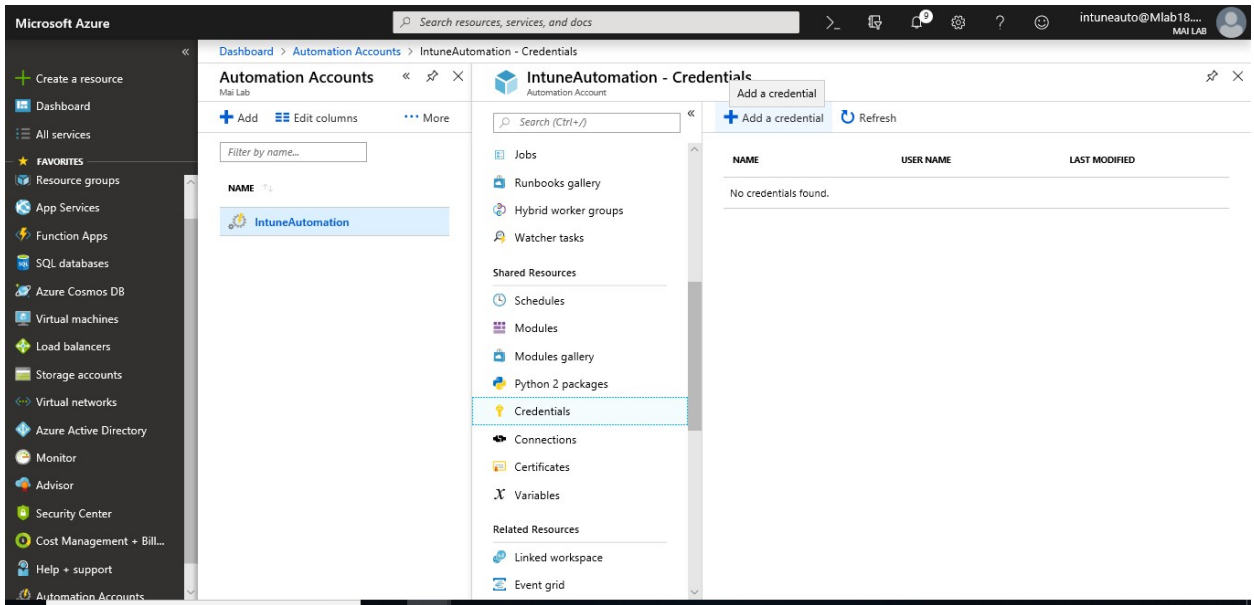 Microsoft Azure
Search resources, services, and docs
9
intuneauto@Mlab18....
MAI LAB
Create a resource
Dashboard
All services
FAVORITES
Resource groups
App Services
Function Apps
SQL databases
Azure Cosmos DB
Virtual machines
Load balancers
Storage accounts
Virtual networks
Azure Active Directory
Monitor
Advisor
Security Center
Cost Management + Bill...
Help + support
Automation Accounts
Dashboard > Automation Accounts > IntuneAutomation - Credentials
Automation Accounts
Mai Lab
Add Edit columns ··· More
Filter by name...
NAME
IntuneAutomation
IntuneAutomation - Credentials
Automation Account
Search (Ctrl+/)
Jobs
Runbooks gallery
Hybrid worker groups
Watcher tasks
Shared Resources
Schedules
Modules
Modules gallery
Python 2 packages
Credentials
Connections
Certificates
Variables
Related Resources
Linked workspace
Event grid
Add a credential
Add a credential Refresh
NAME USER NAME LAST MODIFIED
No credentials found.